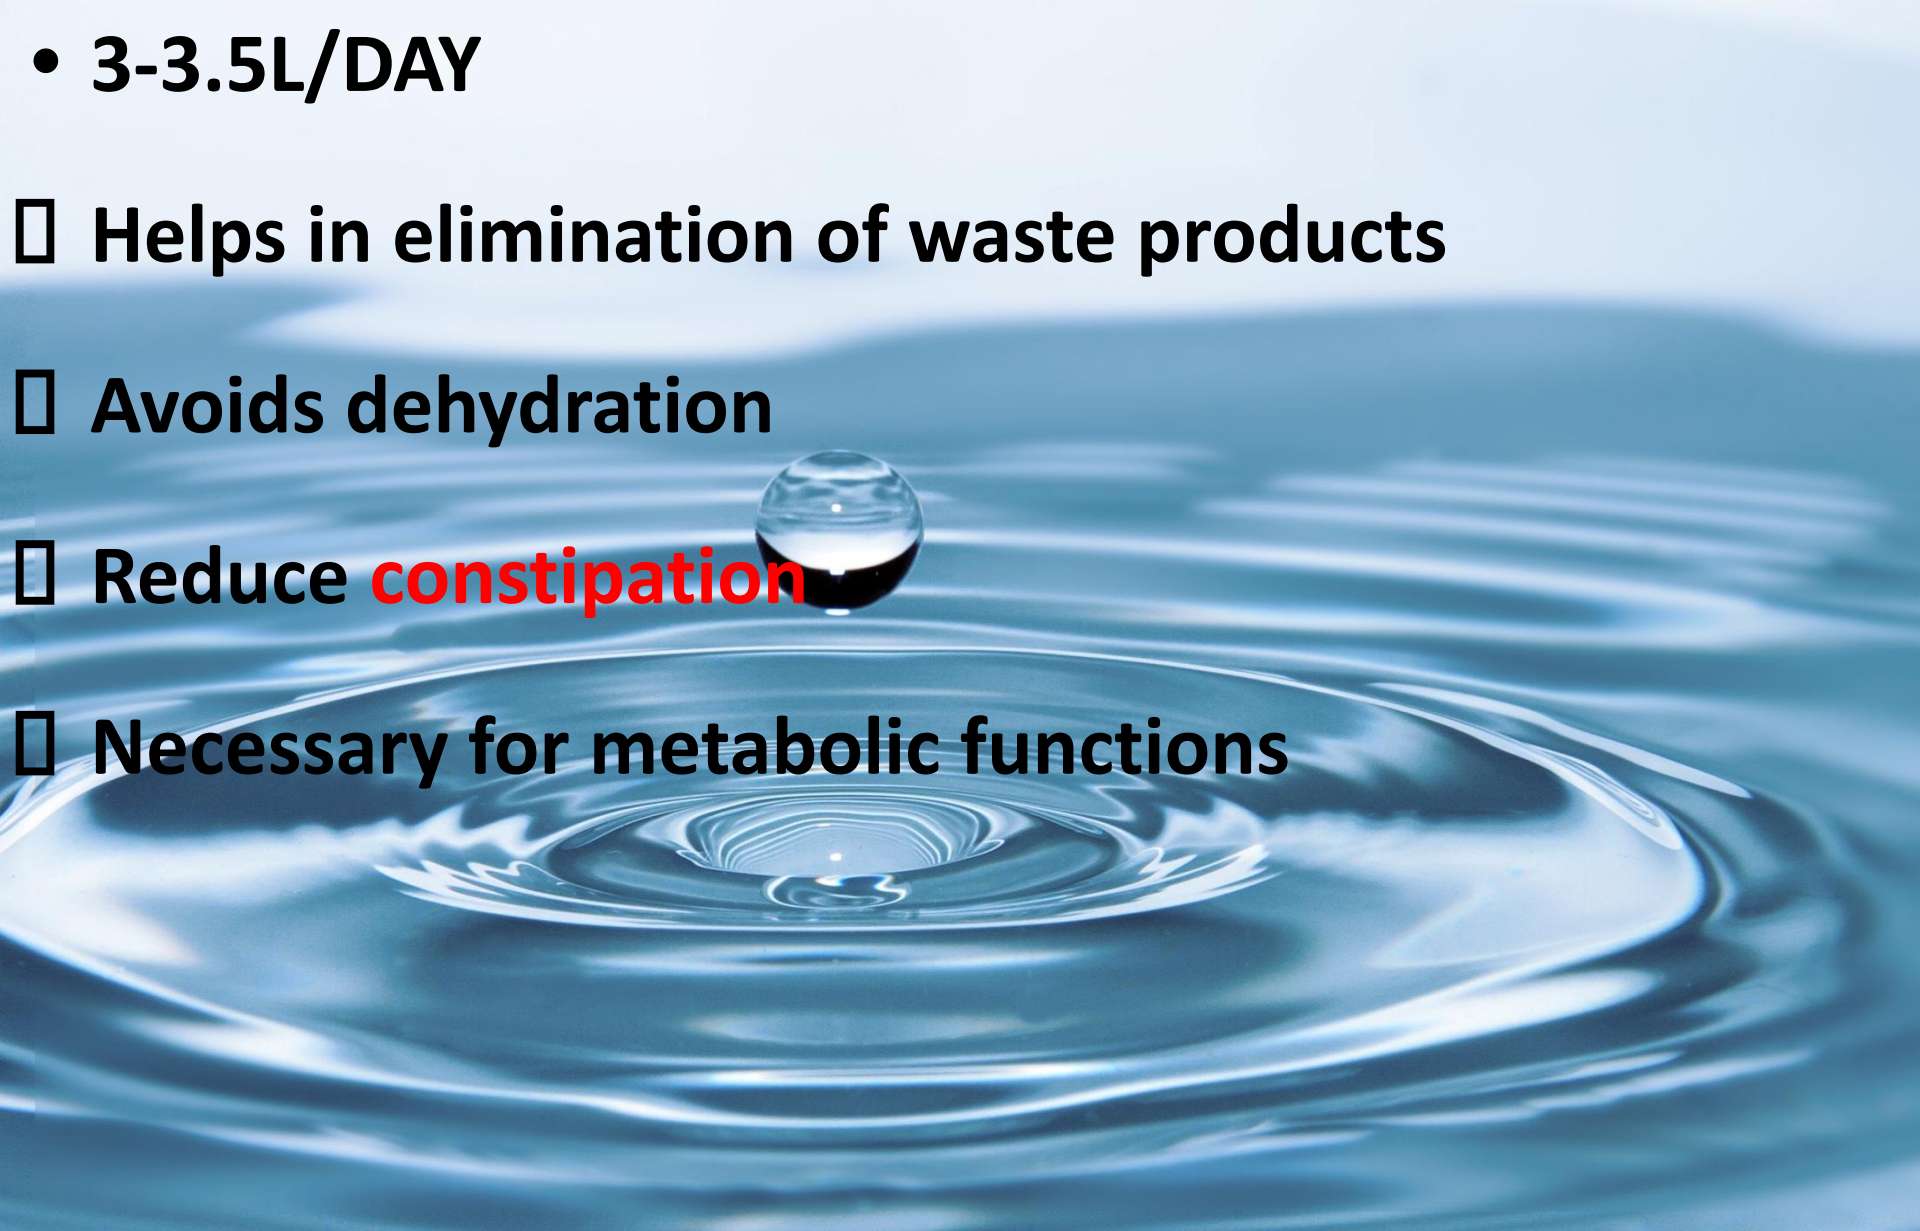 • 3-3.5L/DAY
▯ Helps in elimination of waste products
▯ Avoids dehydration
▯ Reduce constipation
▯ Necessary for metabolic functions